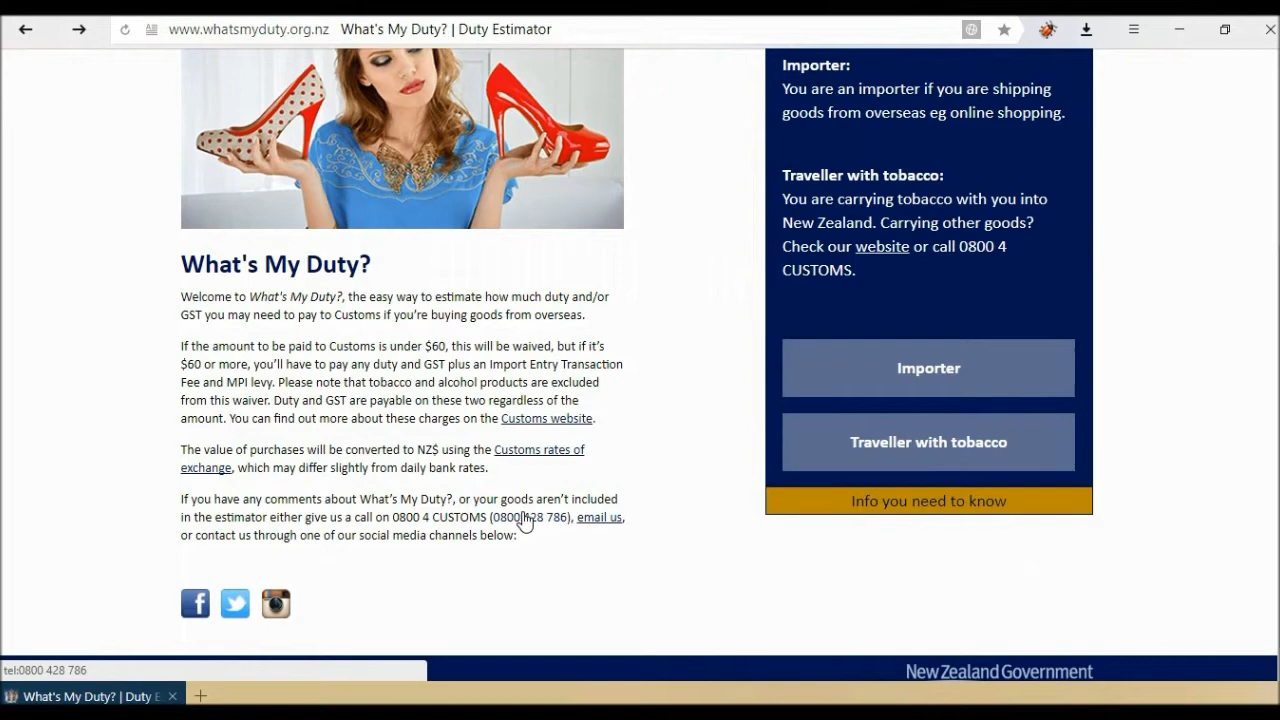 www.whatsmyduty.org.nz What's My Duty? | Duty Estimator
What's My Duty?
Welcome to What's My Duty?, the easy way to estimate how much duty and/or
GST you may need to pay to Customs if you're buying goods from overseas.
If the amount to be paid to Customs is under $60, this will be waived, but if it's
$60 or more, you'll have to pay any duty and GST plus an Import Entry Transaction
Fee and MPI levy. Please note that tobacco and alcohol products are excluded
from this waiver. Duty and GST are payable on these two regardless of the
amount. You can find out more about these charges on the Customs website.
The value of purchases will be converted to NZ$ using the Customs rates of
exchange, which may differ slightly from daily bank rates.
If you have any comments about What's My Duty?, or your goods aren't included
in the estimator either give us a call on 0800 4 CUSTOMS (0800 428 786), email us,
or contact us through one of our social media channels below:
Importer:
You are an importer if you are shipping
goods from overseas eg online shopping.
Traveller with tobacco:
You are carrying tobacco with you into
New Zealand. Carrying other goods?
Check our website or call 0800 4
CUSTOMS.
Importer
Traveller with tobacco
Info you need to know
tel:0800 428 786
New Zealand Government
What's My Duty? | Duty E